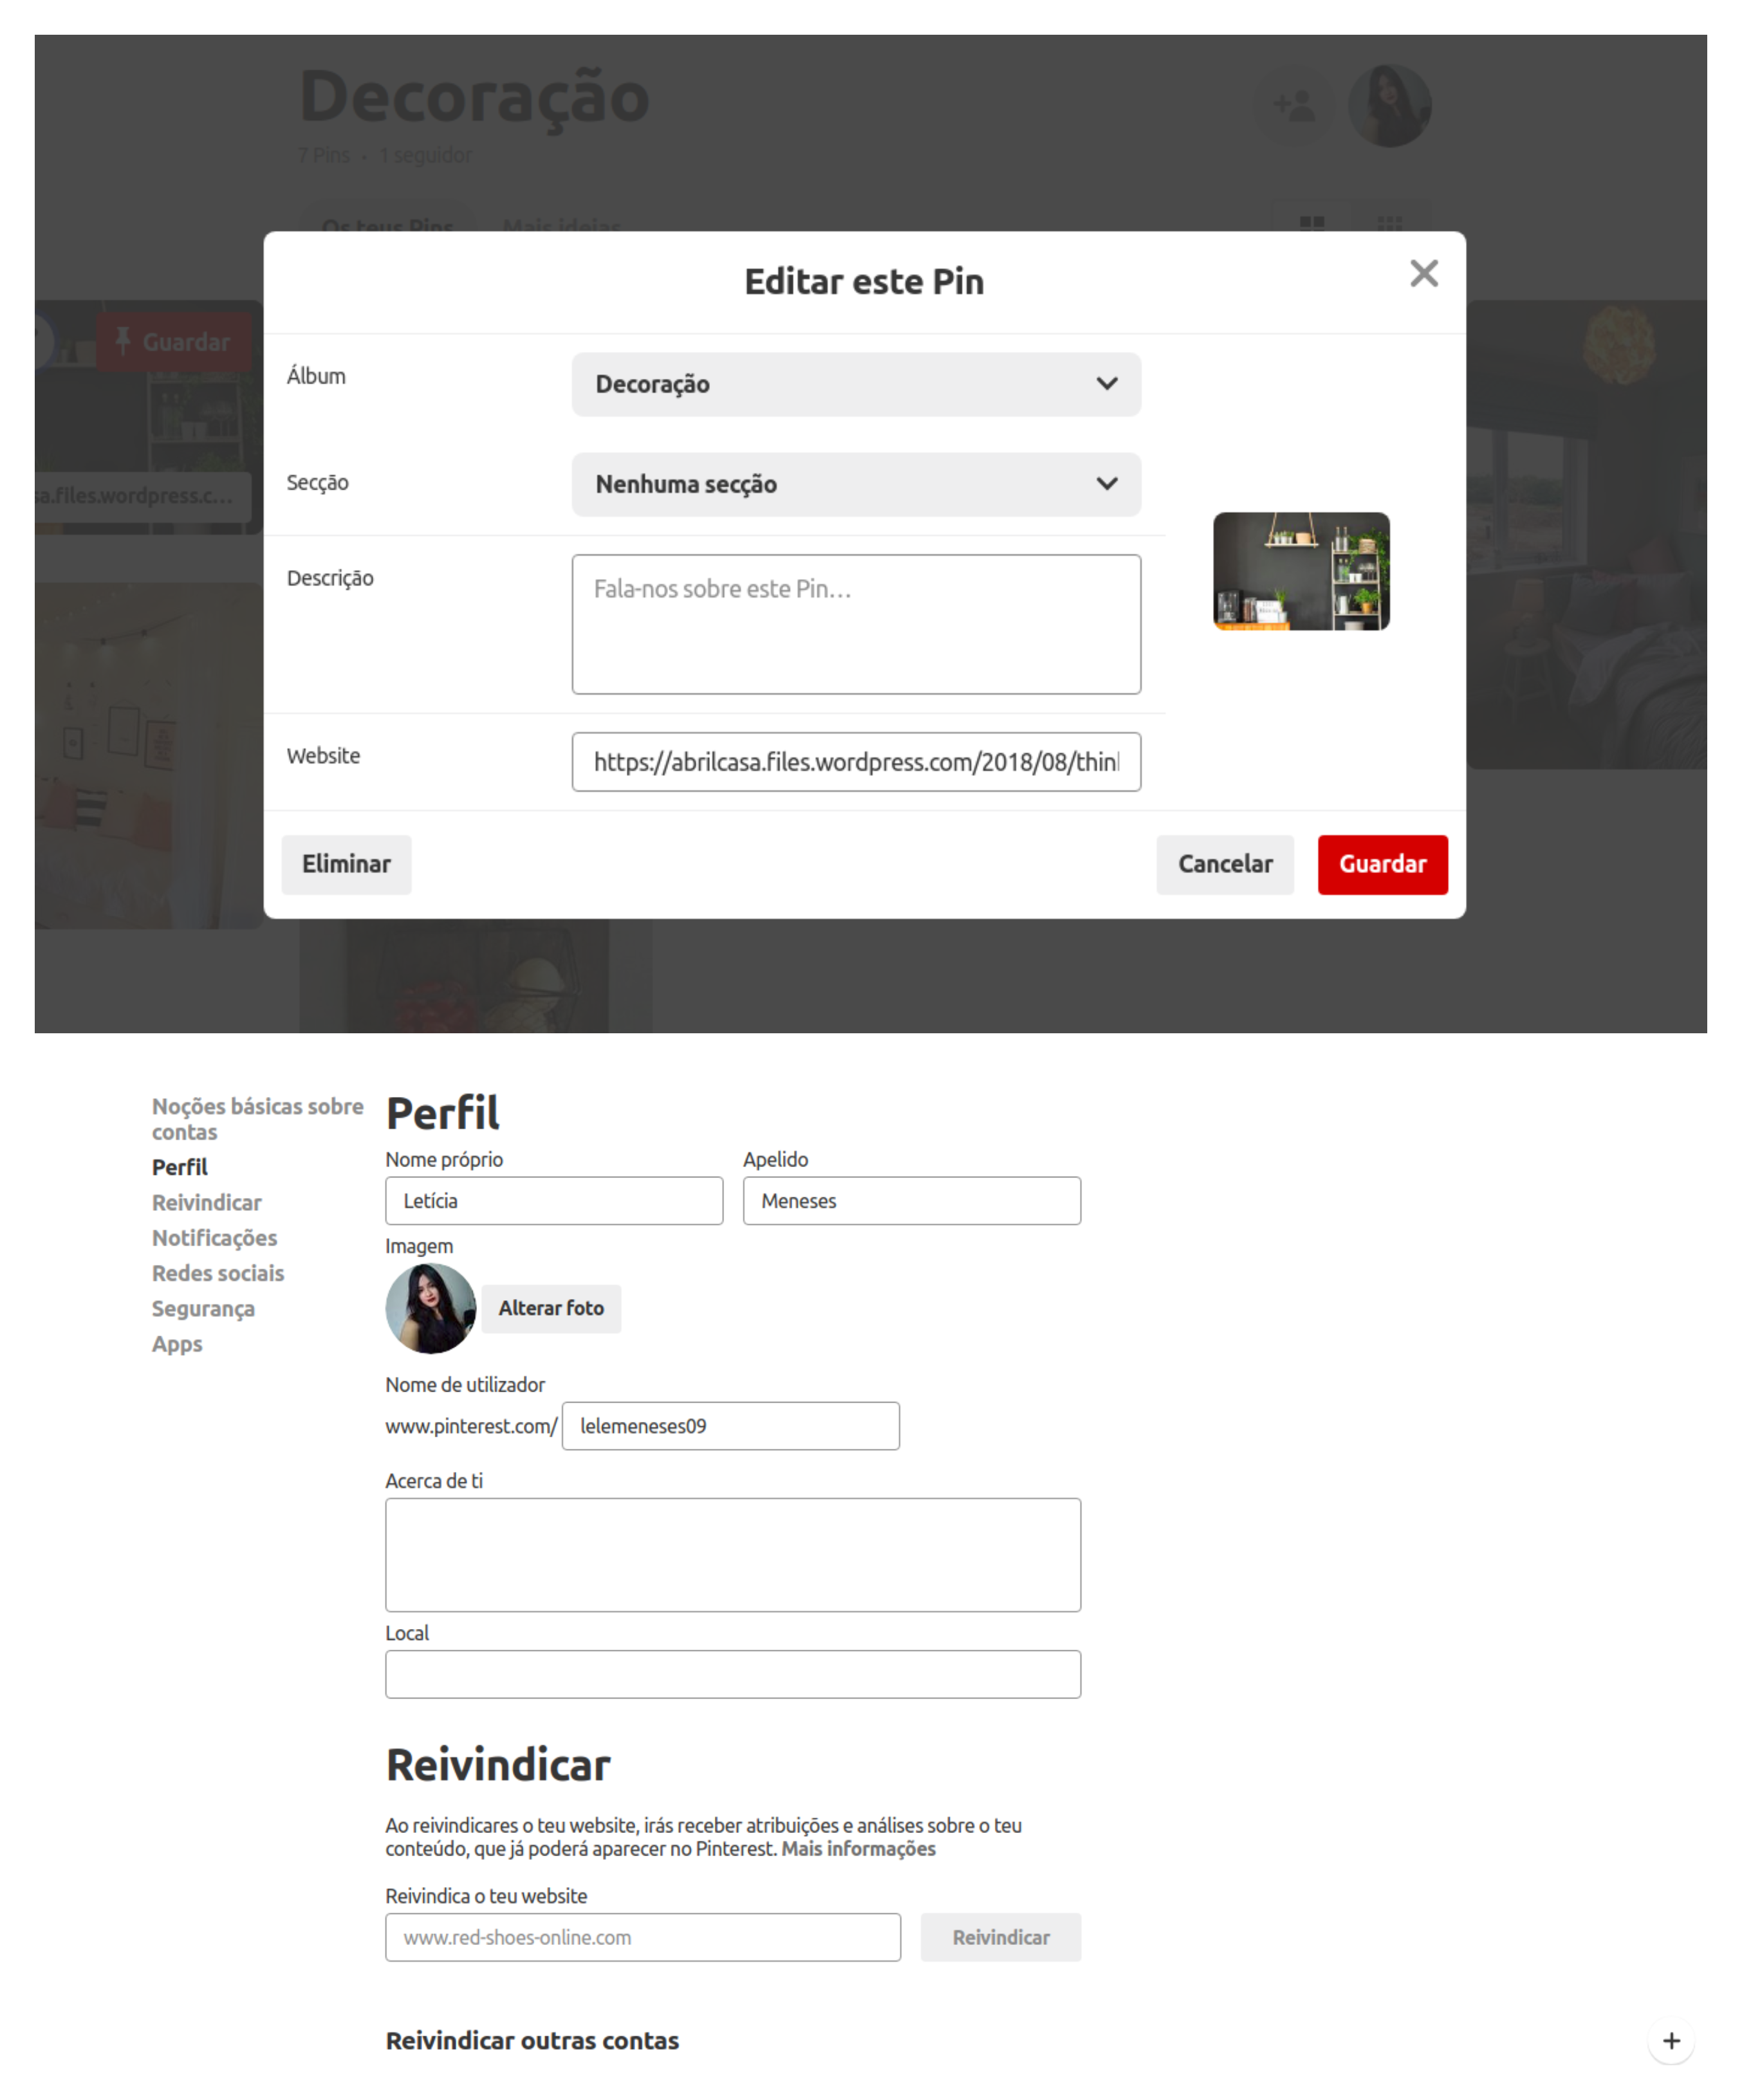 Decoração
7 Pins • 1 seguidor
Os teus Pins Mais ideias
Editar este Pin
Guardar
Álbum
Decoração
Secção
Nenhuma secção
sa.files.wordpress.c...
Descrição
Fala-nos sobre este Pin...
Website
https://abrilcasa.files.wordpress.com/2018/08/thin
Eliminar
Cancelar
Guardar
Noções básicas sobre
contas
Perfil
Reivindicar
Notificações
Redes sociais
Segurança
Apps
Perfil
Nome próprio
Apelido
Letícia
Meneses
Imagem
Alterar foto
Nome de utilizador
www.pinterest.com/
lelemeneses09
Acerca de ti
Local
Reivindicar
Ao reivindicares o teu website, irás receber atribuições e análises sobre o teu
conteúdo, que já poderá aparecer no Pinterest. Mais informações
Reivindica o teu website
www.red-shoes-online.com
Reivindicar
Reivindicar outras contas